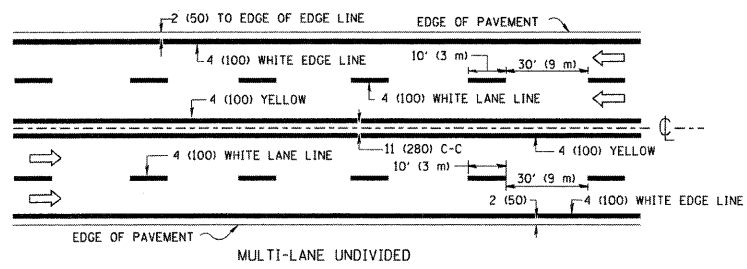 2 (50) TO EDGE OF EDGE LINE
EDGE OF PAVEMENT
4 (100) WHITE EDGE LINE
10' (3 m)
30' (9 m)
4 (100) YELLOW
4 (100) WHITE LANE LINE
CL
4 (100) WHITE LANE LINE
11 (280) C-C
4 (100) YELLOW
10' (3 m)
30' (9 m)
2 (50)
4 (100) WHITE EDGE LINE
EDGE OF PAVEMENT
MULTI-LANE UNDIVIDED